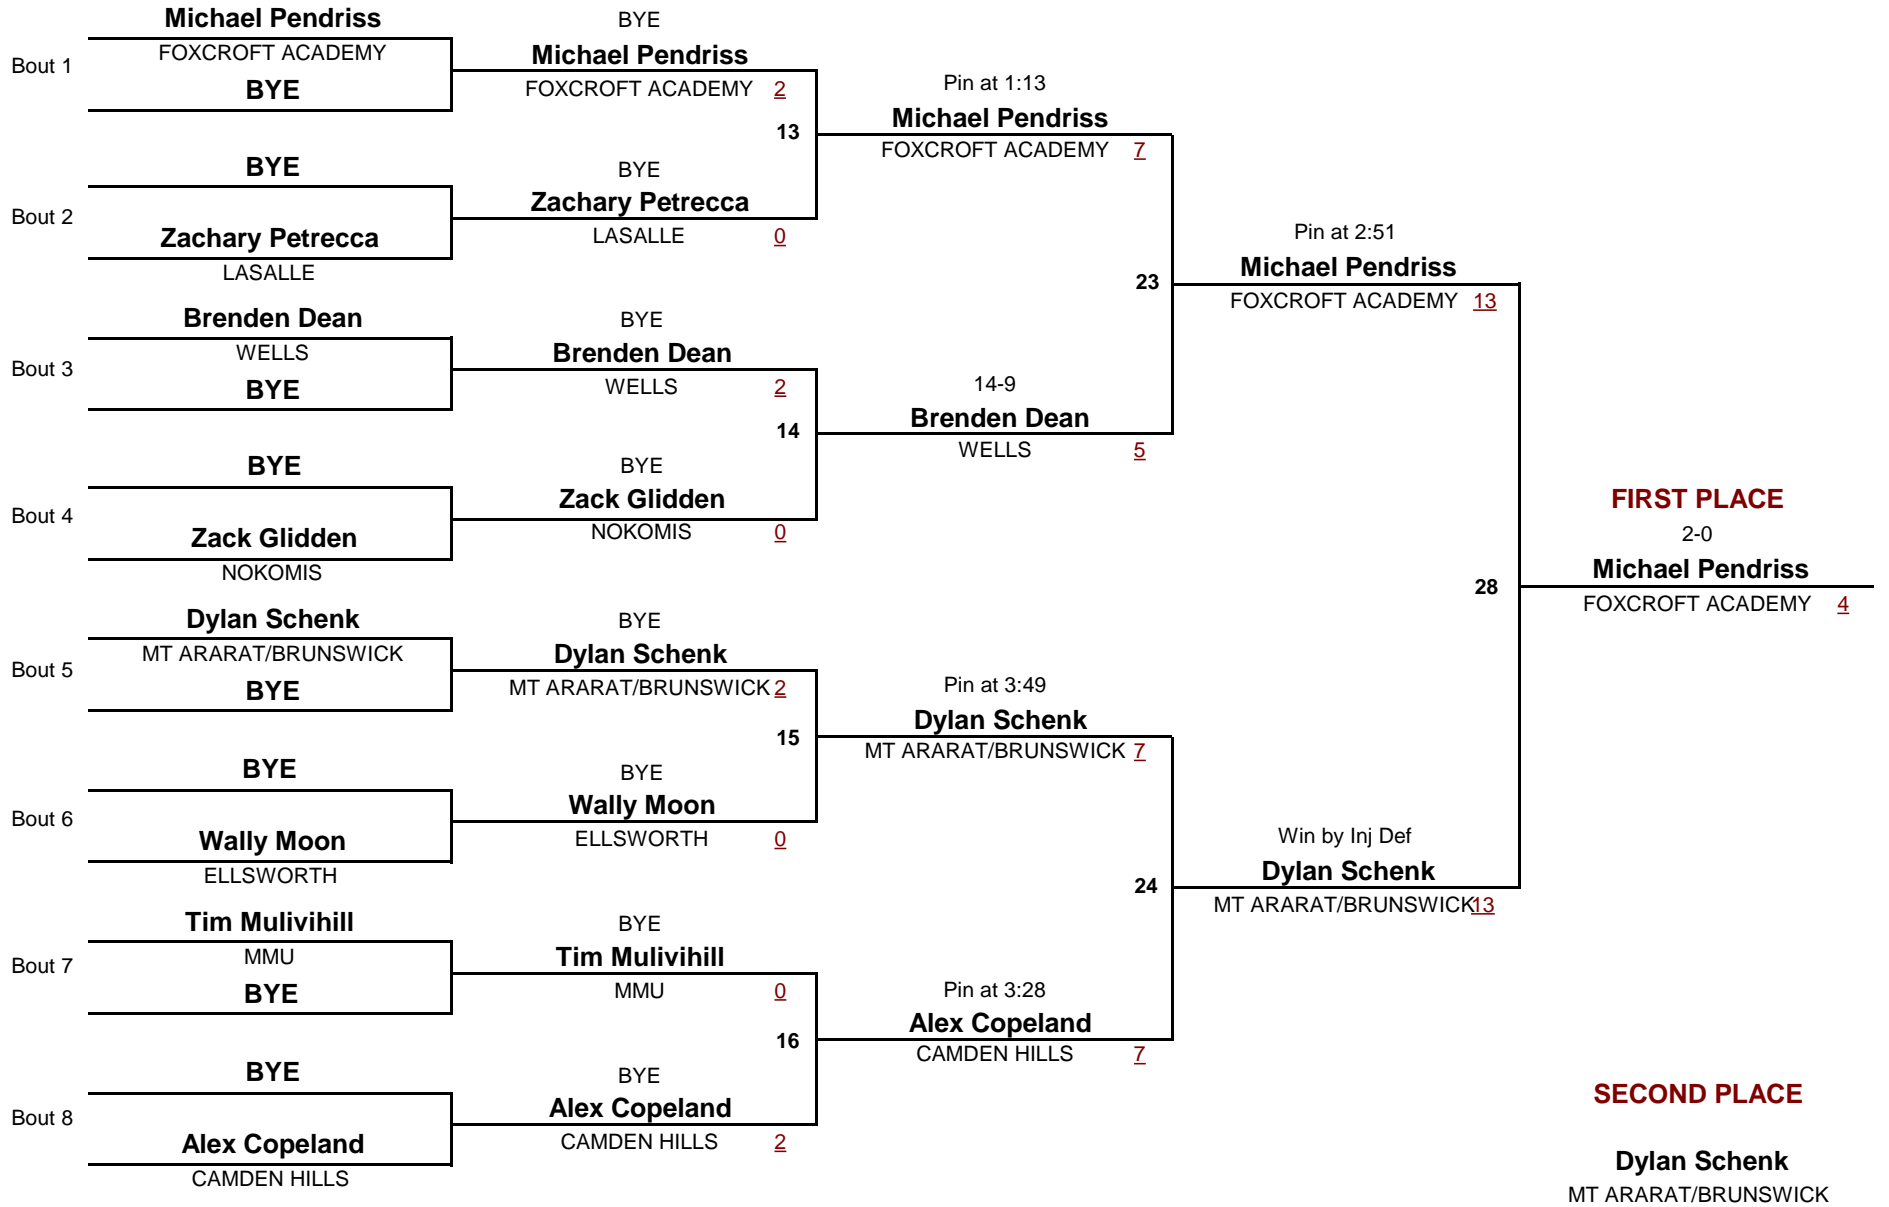 Michael Pendriss
Bout 1
FOXCROFT ACADEMY
BYE
BYE
Bout 2
Zachary Petrecca
LASALLE
Brenden Dean
Bout 3
WELLS
BYE
BYE
Bout 4
Zack Glidden
NOKOMIS
Dylan Schenk
Bout 5
MT ARARAT/BRUNSWICK
BYE
BYE
Bout 6
Wally Moon
ELLSWORTH
Tim Mulivihill
Bout 7
MMU
BYE
BYE
Bout 8
Alex Copeland
CAMDEN HILLS
BYE
Michael Pendriss
FOXCROFT ACADEMY 2
13
BYE
Zachary Petrecca
LASALLE 0
BYE
Brenden Dean
WELLS 2
14
BYE
Zack Glidden
NOKOMIS 0
BYE
Dylan Schenk
MT ARARAT/BRUNSWICK 2
15
BYE
Wally Moon
ELLSWORTH 0
BYE
Tim Mulivihill
MMU 0
16
BYE
Alex Copeland
CAMDEN HILLS 2
Pin at 1:13
Michael Pendriss
FOXCROFT ACADEMY 7
23
14-9
Brenden Dean
WELLS 5
Pin at 3:49
Dylan Schenk
MT ARARAT/BRUNSWICK 7
24
Pin at 3:28
Alex Copeland
CAMDEN HILLS 7
Pin at 2:51
Michael Pendriss
FOXCROFT ACADEMY 13
28
Win by Inj Def
Dylan Schenk
MT ARARAT/BRUNSWICK 13
FIRST PLACE
2-0
Michael Pendriss
FOXCROFT ACADEMY 4
SECOND PLACE
Dylan Schenk
MT ARARAT/BRUNSWICK